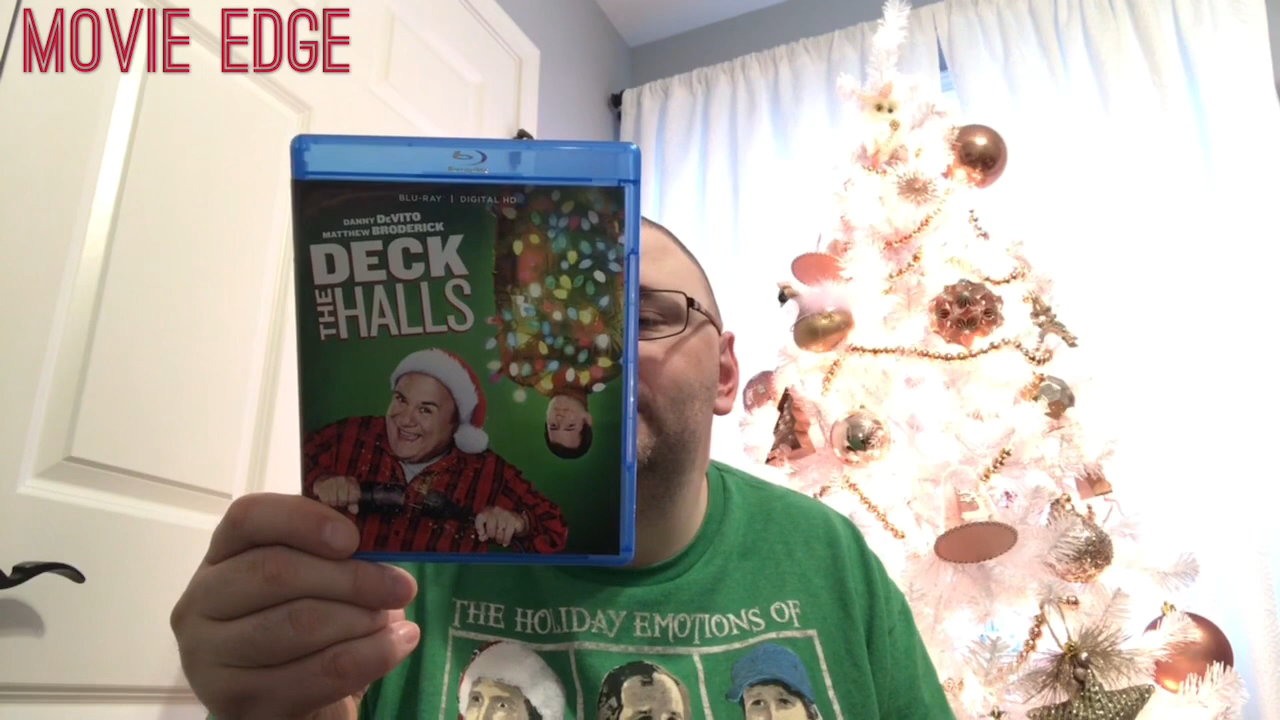 MOVIE EDGE
BLU-RAY | DIGITAL HD
DANNY DeVITO
MATTHEW BRODERICK
DECK
THE HALLS
THE HOLIDAY EMOTIONS OF